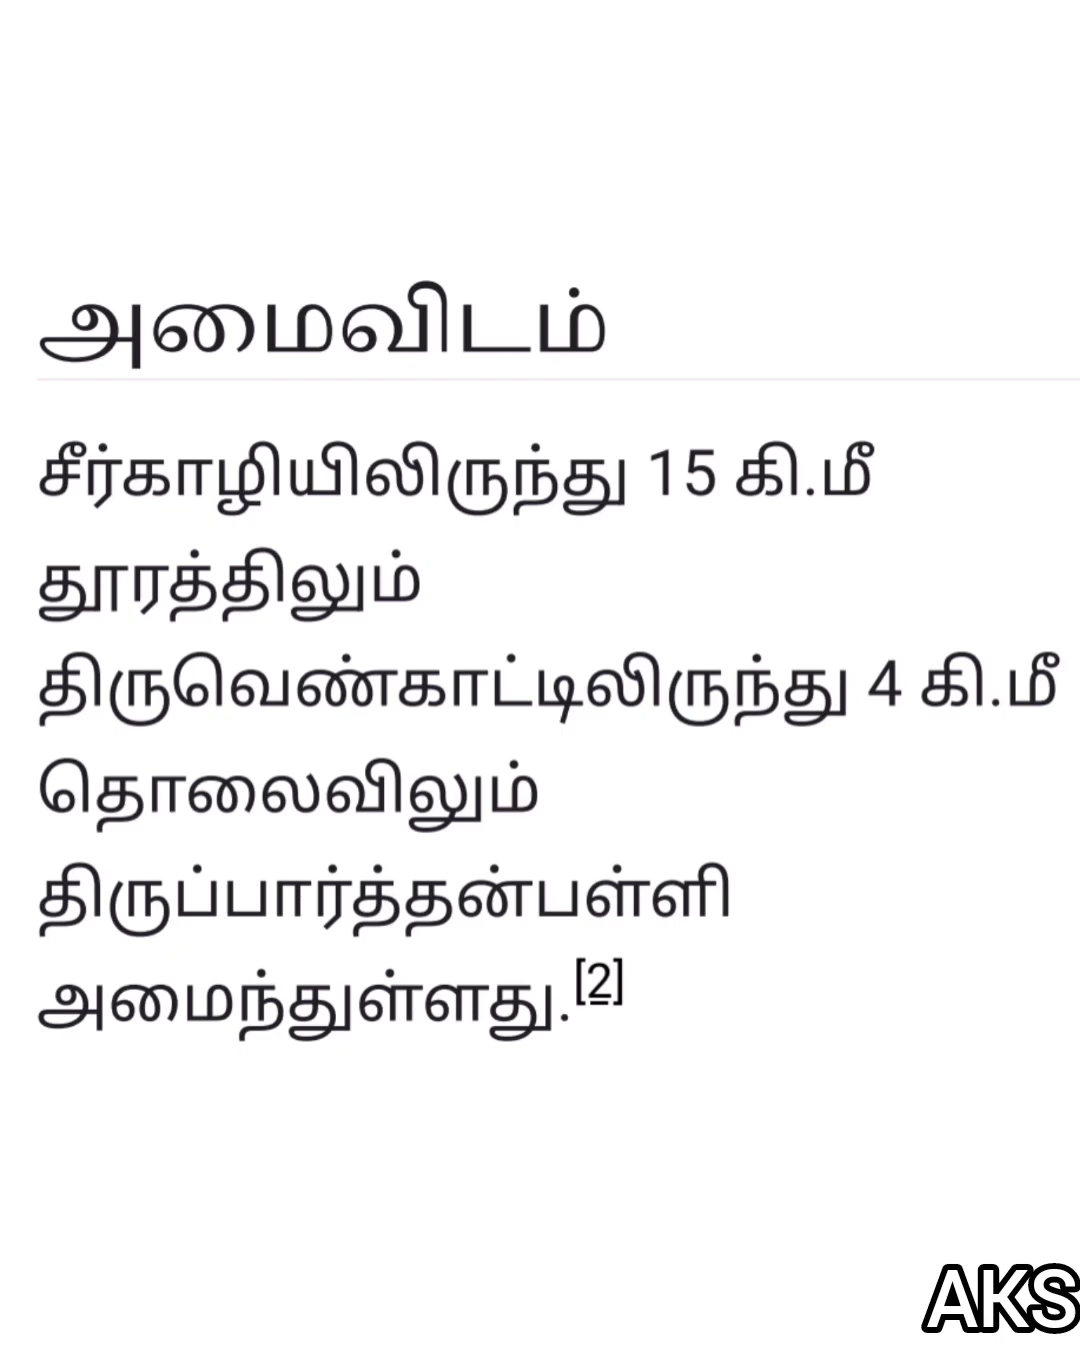 அமைவிடம்
சீர்காழியிலிருந்து 15 கி.மீ
தூரத்திலும்
திருவெண்காட்டிலிருந்து 4 கி.மீ
தொலைவிலும்
திருப்பார்த்தன்பள்ளி
அமைந்துள்ளது.[2]
AKS